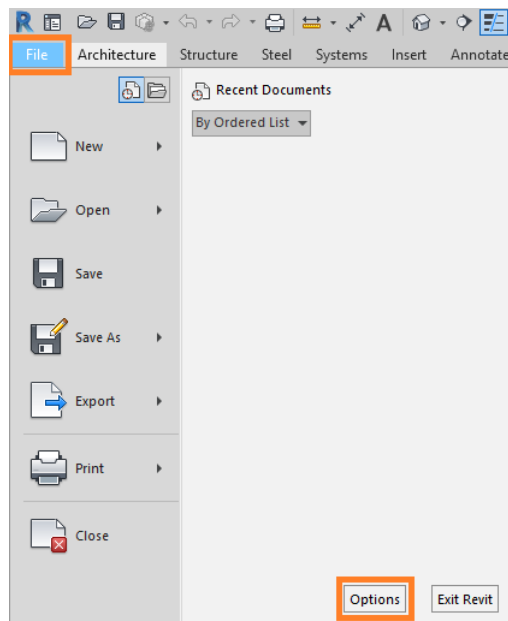 R A
File Architecture Structure Steel Systems Insert Annotate
Recent Documents
By Ordered List
New
Open
Save
Save As
Export
Print
Close
Options Exit Revit